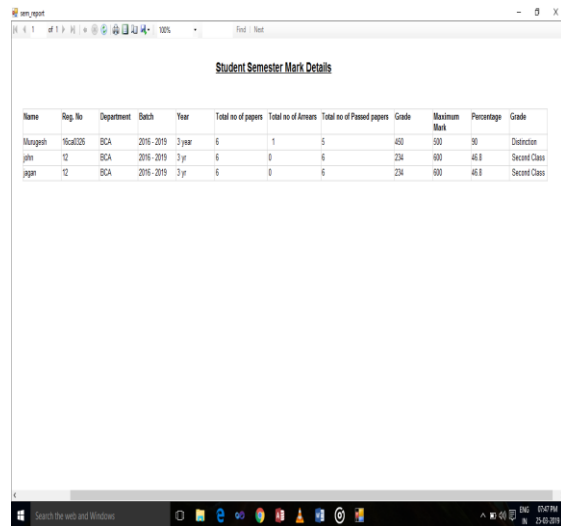 sem_report
1 of 1 100% Find | Next
Student Semester Mark Details
Name Reg. No Department Batch Year Total no of papers Total no of Arrears Total no of Passed papers Grade Maximum Mark Percentage Grade
Murugesh 16ca0326 BCA 2016 - 2019 3 year 6 1 5 450 500 90 Distinction
john 12 BCA 2016 - 2019 3 yr 6 0 6 234 600 46.8 Second Class
jagan 12 BCA 2016 - 2019 3 yr 6 0 6 234 600 46.8 Second Class
Search the web and Windows
ENG 07:47 PM
IN 25-03-2019